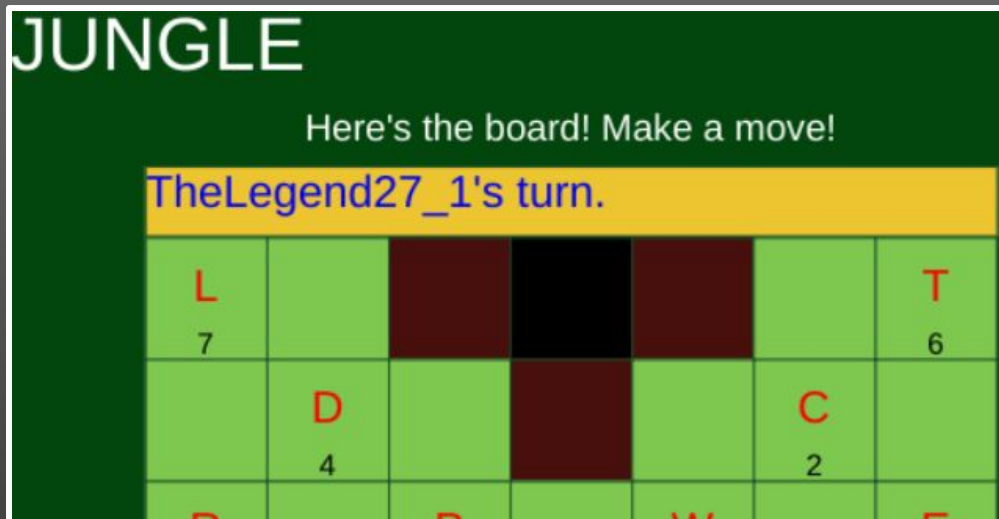 JUNGLE
Here's the board! Make a move!
TheLegend27_1's turn.
L T
7 6
D C
4 2